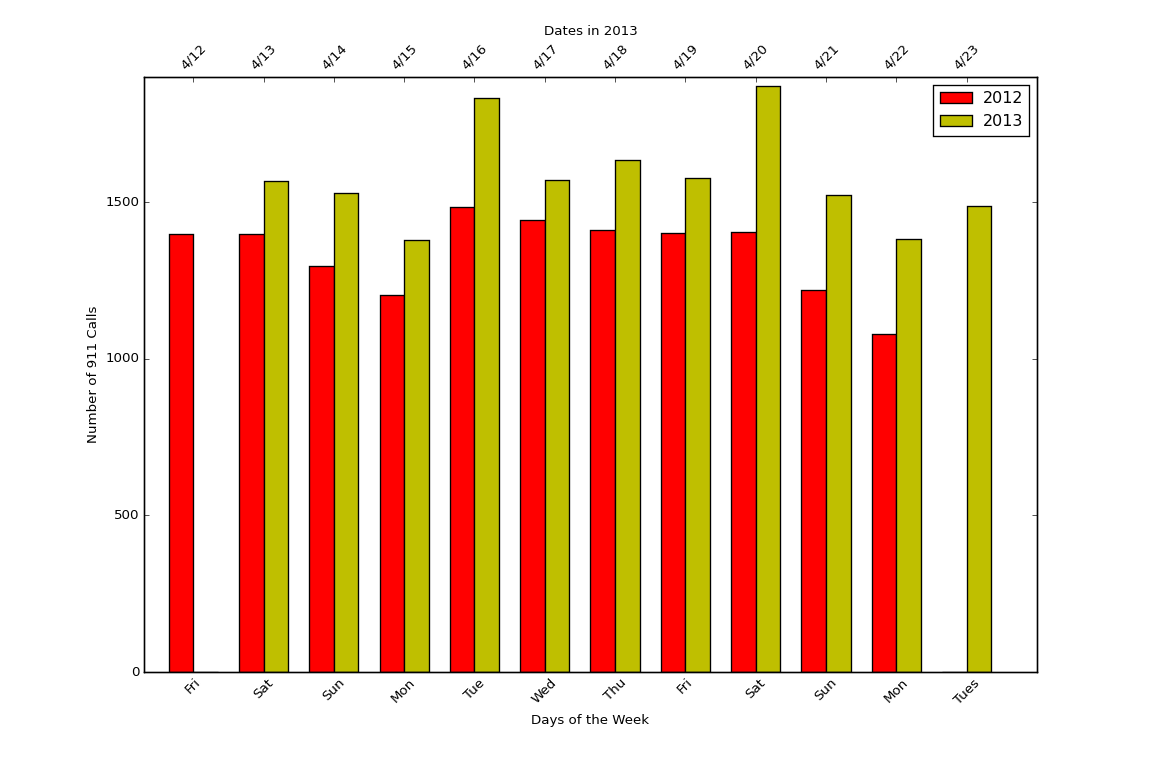 Dates in 2013
4/12 4/13 4/14 4/15 4/16 4/17 4/18 4/19 4/20 4/21 4/22 4/23
2012
2013
1500
1000
500
0
Number of 911 Calls
Fri Sat Sun Mon Tue Wed Thu Fri Sat Sun Mon Tues
Days of the Week